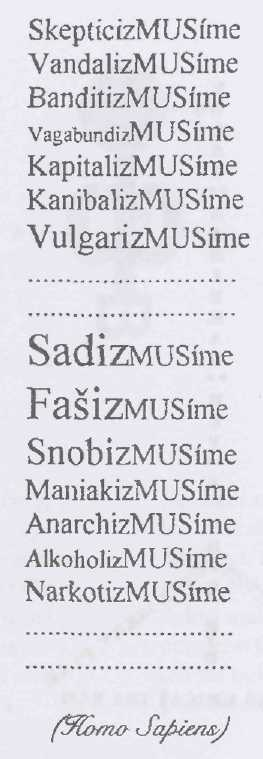 SkepticizMUSíme
VandalizMUSíme
BanditizMUSíme
VagabundizMUSíme
KapitalizMUSíme
KanibalizMUSíme
VulgarizMUSíme
....................................
....................................
SadizMUSíme
FašizMUSíme
SnobizMUSíme
ManiakizMUSíme
AnarchizMUSíme
AlkoholizMUSíme
NarkotizMUSíme
....................................
....................................
(Homo Sapiens)